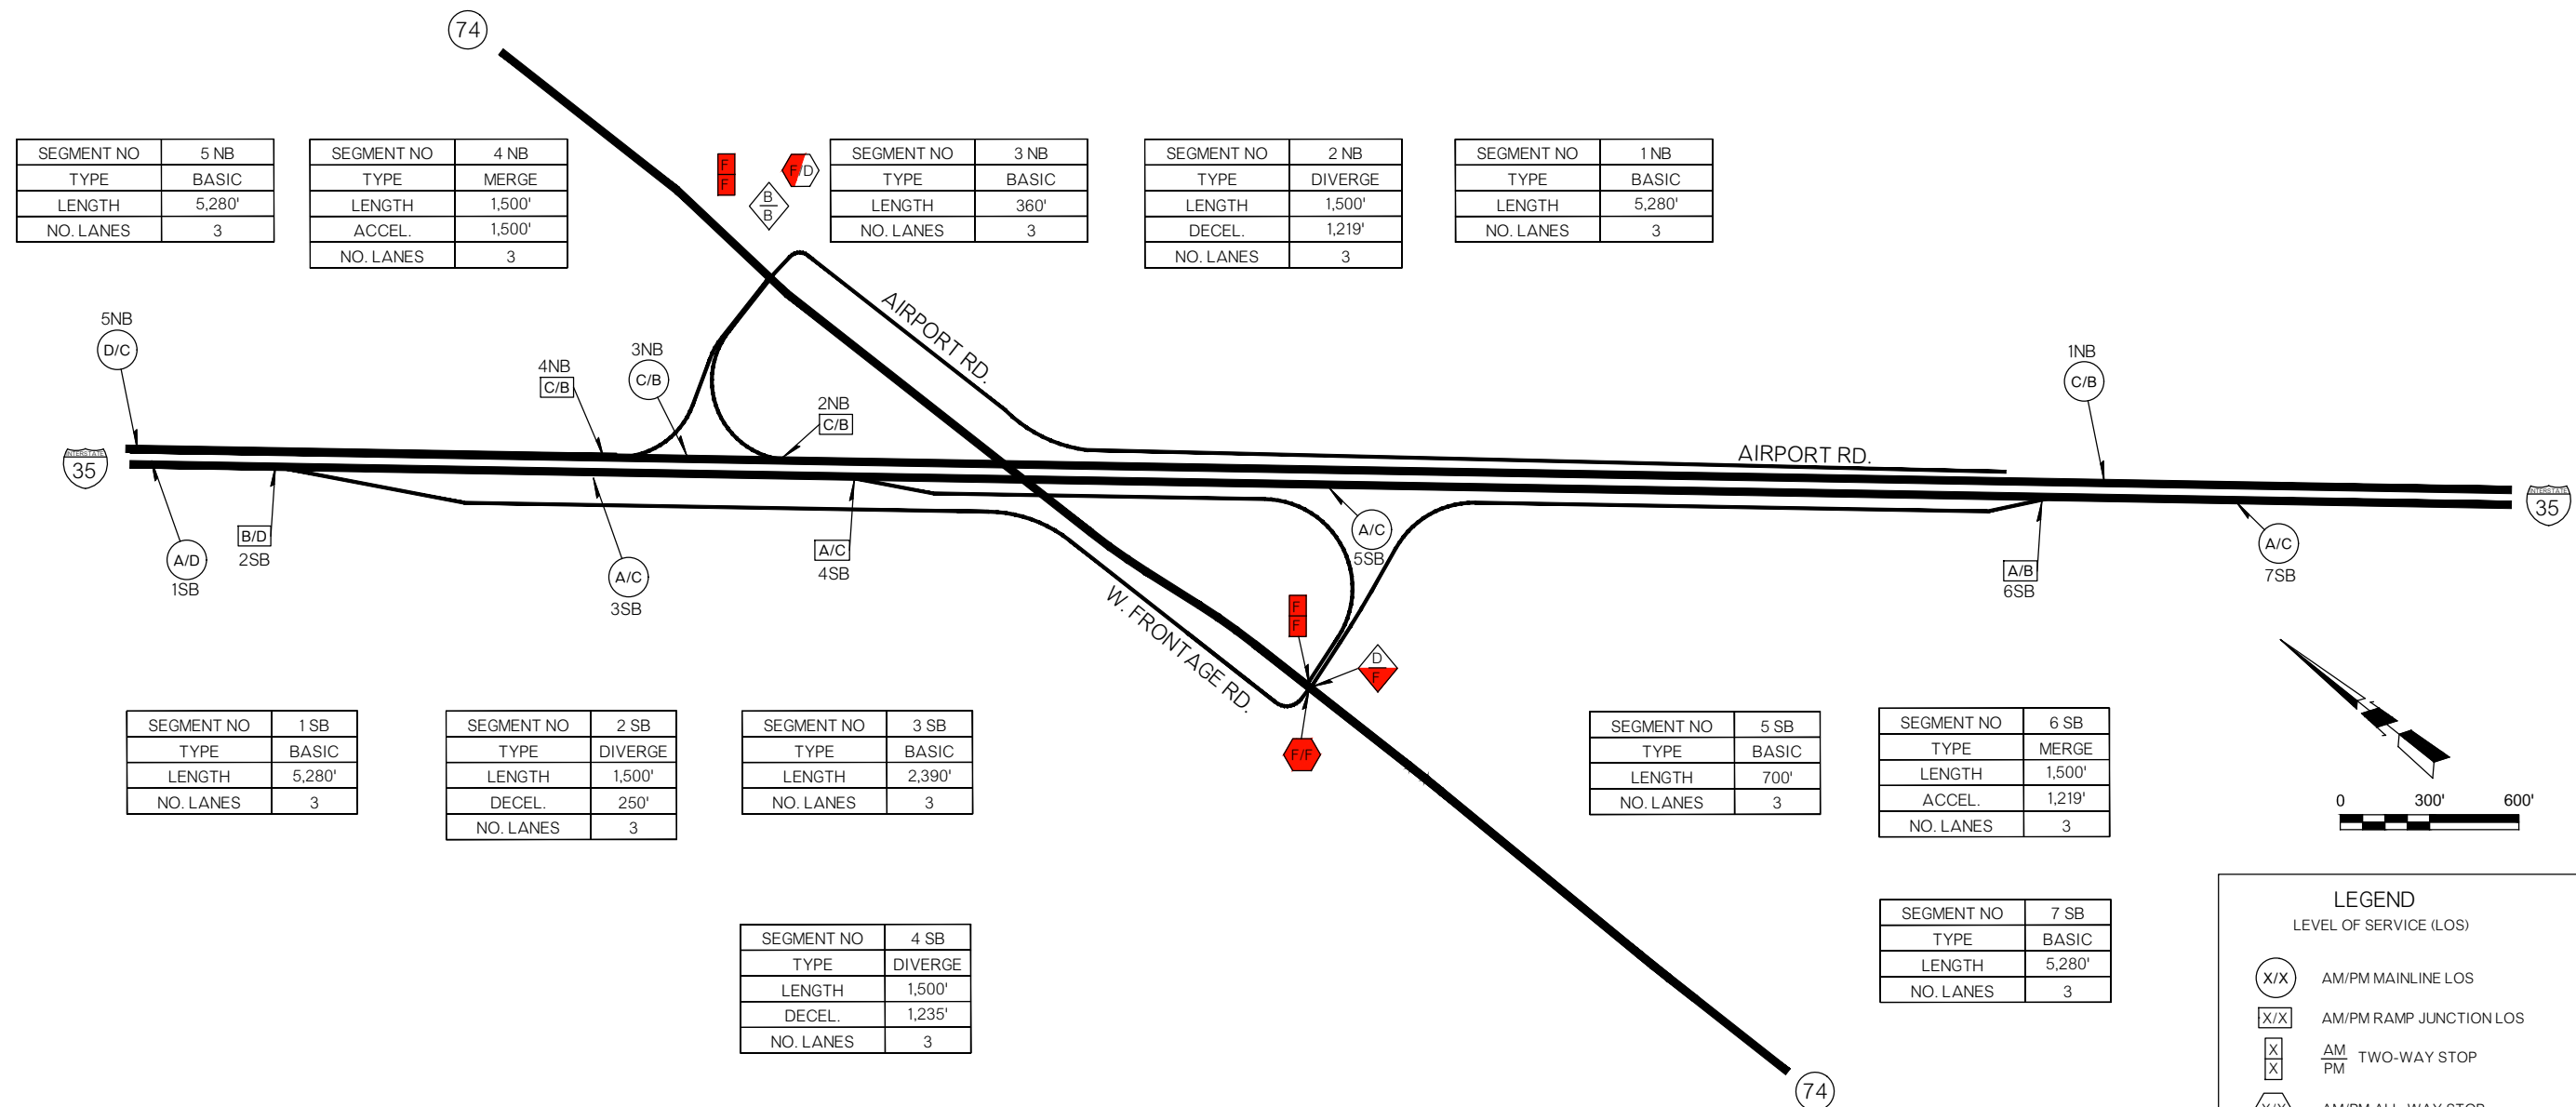 74
SEGMENT NO 5 NB
TYPE BASIC
LENGTH 5,280'
NO. LANES 3
SEGMENT NO 4 NB
TYPE MERGE
LENGTH 1,500'
ACCEL. 1,500'
NO. LANES 3
F
F
F/D
B
B
SEGMENT NO 3 NB
TYPE BASIC
LENGTH 360'
NO. LANES 3
SEGMENT NO 2 NB
TYPE DIVERGE
LENGTH 1,500'
DECEL. 1,219'
NO. LANES 3
SEGMENT NO 1 NB
TYPE BASIC
LENGTH 5,280'
NO. LANES 3
AIRPORT RD.
5NB
D/C
4NB
C/B
3NB
C/B
2NB
C/B
1NB
C/B
AIRPORT RD.
INTERSTATE
35
INTERSTATE
35
A/D
1SB
B/D
2SB
A/C
3SB
A/C
4SB
A/C
5SB
A/B
6SB
A/C
7SB
W. FRONTAGE RD.
F
F
D
F
F/F
SEGMENT NO 1 SB
TYPE BASIC
LENGTH 5,280'
NO. LANES 3
SEGMENT NO 2 SB
TYPE DIVERGE
LENGTH 1,500'
DECEL. 250'
NO. LANES 3
SEGMENT NO 3 SB
TYPE BASIC
LENGTH 2,390'
NO. LANES 3
SEGMENT NO 5 SB
TYPE BASIC
LENGTH 700'
NO. LANES 3
SEGMENT NO 6 SB
TYPE MERGE
LENGTH 1,500'
ACCEL. 1,219'
NO. LANES 3
0 300' 600'
SEGMENT NO 4 SB
TYPE DIVERGE
LENGTH 1,500'
DECEL. 1,235'
NO. LANES 3
SEGMENT NO 7 SB
TYPE BASIC
LENGTH 5,280'
NO. LANES 3
74
LEGEND
LEVEL OF SERVICE (LOS)
X/X AM/PM MAINLINE LOS
X/X AM/PM RAMP JUNCTION LOS
X
X
AM
PM
TWO-WAY STOP
X/X AM/PM ALL-WAY STOP